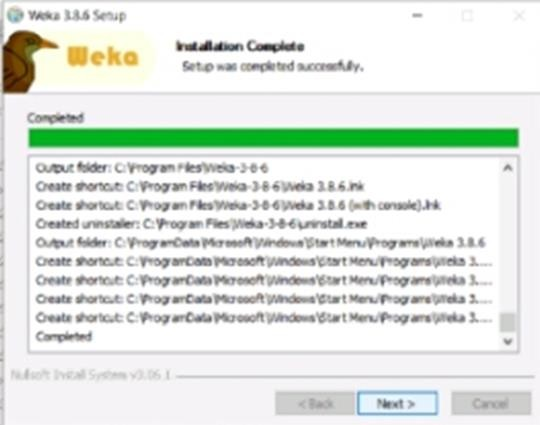 Weka 3.8.6 Setup
Weka
Installation Complete
Setup was completed successfully.
Completed
Output folder: C:\Program Files\Weka-3-8-6
Create shortcut: C:\Program Files\Weka-3-8-6\Weka 3.8.6.lnk
Create shortcut: C:\Program Files\Weka-3-8-6\Weka 3.8.6 (with console).lnk
Created uninstaller: C:\Program Files\Weka-3-8-6\uninstall.exe
Output folder: C:\ProgramData\Microsoft\Windows\Start Menu\Programs\Weka 3.8.6
Create shortcut: C:\ProgramData\Microsoft\Windows\Start Menu\Programs\Weka 3....
Create shortcut: C:\ProgramData\Microsoft\Windows\Start Menu\Programs\Weka 3....
Create shortcut: C:\ProgramData\Microsoft\Windows\Start Menu\Programs\Weka 3....
Create shortcut: C:\ProgramData\Microsoft\Windows\Start Menu\Programs\Weka 3....
Completed
Nullsoft Install System v3.06.1
< Back Next > Cancel